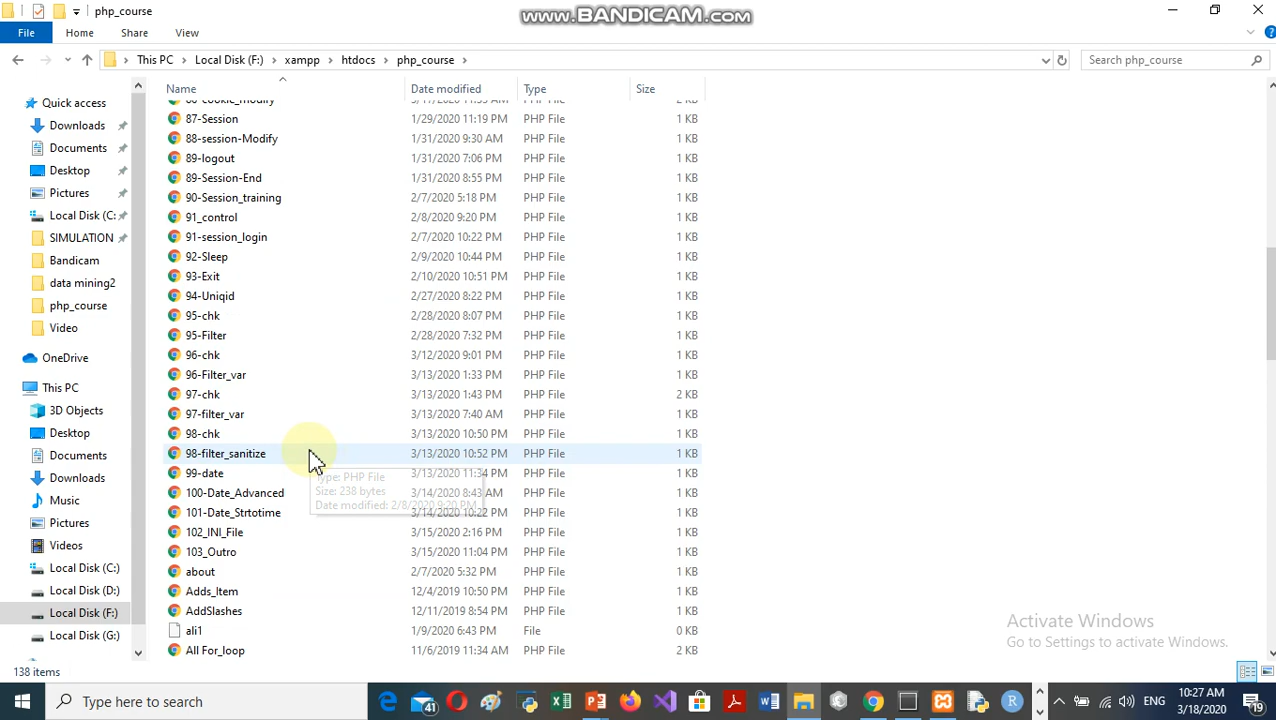 php_course
www.BANDICAM.com
File Home Share View
This PC > Local Disk (F:) > xampp > htdocs > php_course >
Search php_course
Name Date modified Type Size
Quick access
Downloads
Documents
Desktop
Pictures
Local Disk (C:
SIMULATION
Bandicam
data mining2
php_course
Video
OneDrive
This PC
3D Objects
Desktop
Documents
Downloads
Music
Pictures
Videos
Local Disk (C:)
Local Disk (D:)
Local Disk (F:)
Local Disk (G:)
87-Session 1/29/2020 11:19 PM PHP File 1 KB
88-session-Modify 1/31/2020 9:30 AM PHP File 1 KB
89-logout 1/31/2020 7:06 PM PHP File 1 KB
89-Session-End 1/31/2020 8:55 PM PHP File 1 KB
90-Session_training 2/7/2020 5:18 PM PHP File 1 KB
91_control 2/8/2020 9:20 PM PHP File 1 KB
91-session_login 2/7/2020 10:22 PM PHP File 1 KB
92-Sleep 2/9/2020 10:44 PM PHP File 1 KB
93-Exit 2/10/2020 10:51 PM PHP File 1 KB
94-Uniqid 2/27/2020 8:22 PM PHP File 1 KB
95-chk 2/28/2020 8:07 PM PHP File 1 KB
95-Filter 2/28/2020 7:32 PM PHP File 1 KB
96-chk 3/12/2020 9:01 PM PHP File 1 KB
96-Filter_var 3/13/2020 1:33 PM PHP File 1 KB
97-chk 3/13/2020 1:43 PM PHP File 2 KB
97-filter_var 3/13/2020 7:40 AM PHP File 1 KB
98-chk 3/13/2020 10:50 PM PHP File 1 KB
98-filter_sanitize 3/13/2020 10:52 PM PHP File 1 KB
99-date 3/13/2020 11:34 PM PHP File 1 KB
100-Date_Advanced 3/14/2020 8:43 AM PHP File 1 KB
101-Date_Strtotime 3/14/2020 10:22 PM PHP File 1 KB
102_INI_File 3/15/2020 2:16 PM PHP File 1 KB
103_Outro 3/15/2020 11:04 PM PHP File 1 KB
about 2/7/2020 5:32 PM PHP File 1 KB
Adds_Item 12/4/2019 10:50 PM PHP File 1 KB
AddSlashes 12/11/2019 8:54 PM PHP File 1 KB
ali1 1/9/2020 6:43 PM File 0 KB
All For_loop 11/6/2019 11:34 AM PHP File 2 KB
Type: PHP File
Size: 238 bytes
Date modified: 2/8/2020 9:20 PM
Activate Windows
Go to Settings to activate Windows.
138 items
Type here to search
41
ENG
10:27 AM
3/18/2020
19